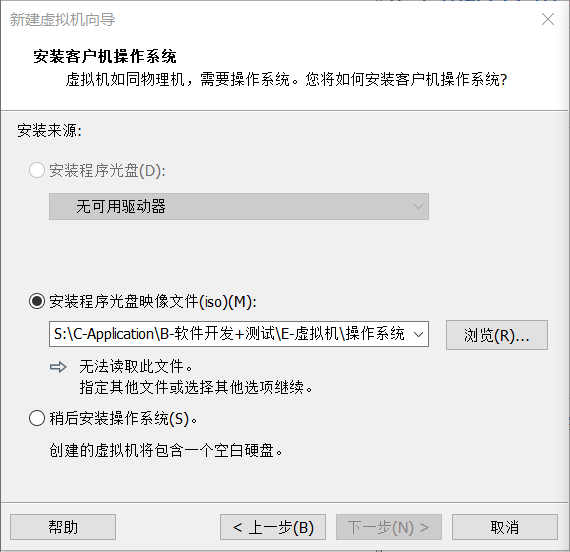 新建虚拟机向导
安装客户机操作系统
虚拟机如同物理机，需要操作系统。您将如何安装客户机操作系统?
安装来源:
安装程序光盘(D):
无可用驱动器
安装程序光盘映像文件(iso)(M):
S:\C-Application\B-软件开发+测试\E-虚拟机\操作系统
浏览(R)...
无法读取此文件。
指定其他文件或选择其他选项继续。
稍后安装操作系统(S)。
创建的虚拟机将包含一个空白硬盘。
帮助
< 上一步(B)
下一步(N) >
取消